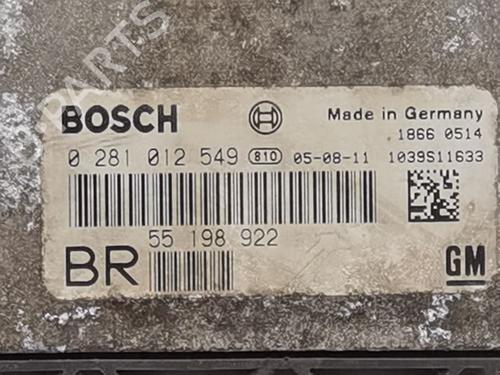 PARTS
BOSCH Made in Germany
1866 0514
0 281 012 549 810 05-08-11 1039S11633
55 198 922
BR GM